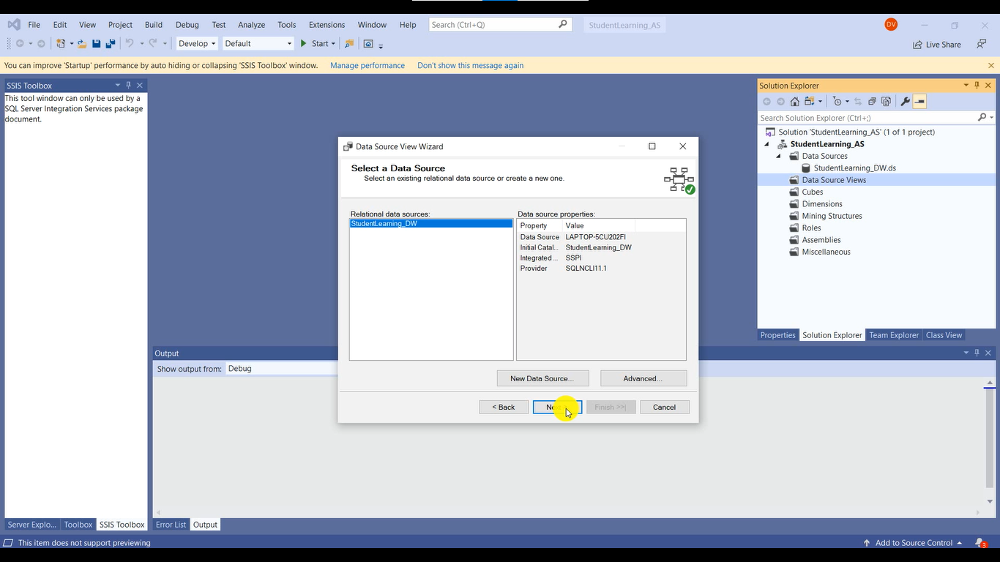 File Edit View Project Build Debug Test Analyze Tools Extensions Window Help Search (Ctrl+Q) StudentLearning_AS DV
Develop Default Start Live Share
You can improve 'Startup' performance by auto hiding or collapsing 'SSIS Toolbox' window. Manage performance Don't show this message again
SSIS Toolbox
This tool window can only be used by a
SQL Server Integration Services package
document.
Data Source View Wizard
Select a Data Source
Select an existing relational data source or create a new one.
Relational data sources:
StudentLearning_DW
Data source properties:
Property Value
Data Source LAPTOP-5CU202FI
Initial Catal... StudentLearning_DW
Integrated ... SSPI
Provider SQLNCLI11.1
New Data Source... Advanced...
< Back Finish >>| Cancel
Solution Explorer
Search Solution Explorer (Ctrl+;)
Solution 'StudentLearning_AS' (1 of 1 project)
StudentLearning_AS
Data Sources
StudentLearning_DW.ds
Data Source Views
Cubes
Dimensions
Mining Structures
Roles
Assemblies
Miscellaneous
Properties Solution Explorer Team Explorer Class View
Output
Show output from: Debug
Server Explo... Toolbox SSIS Toolbox Error List Output
This item does not support previewing Add to Source Control 3